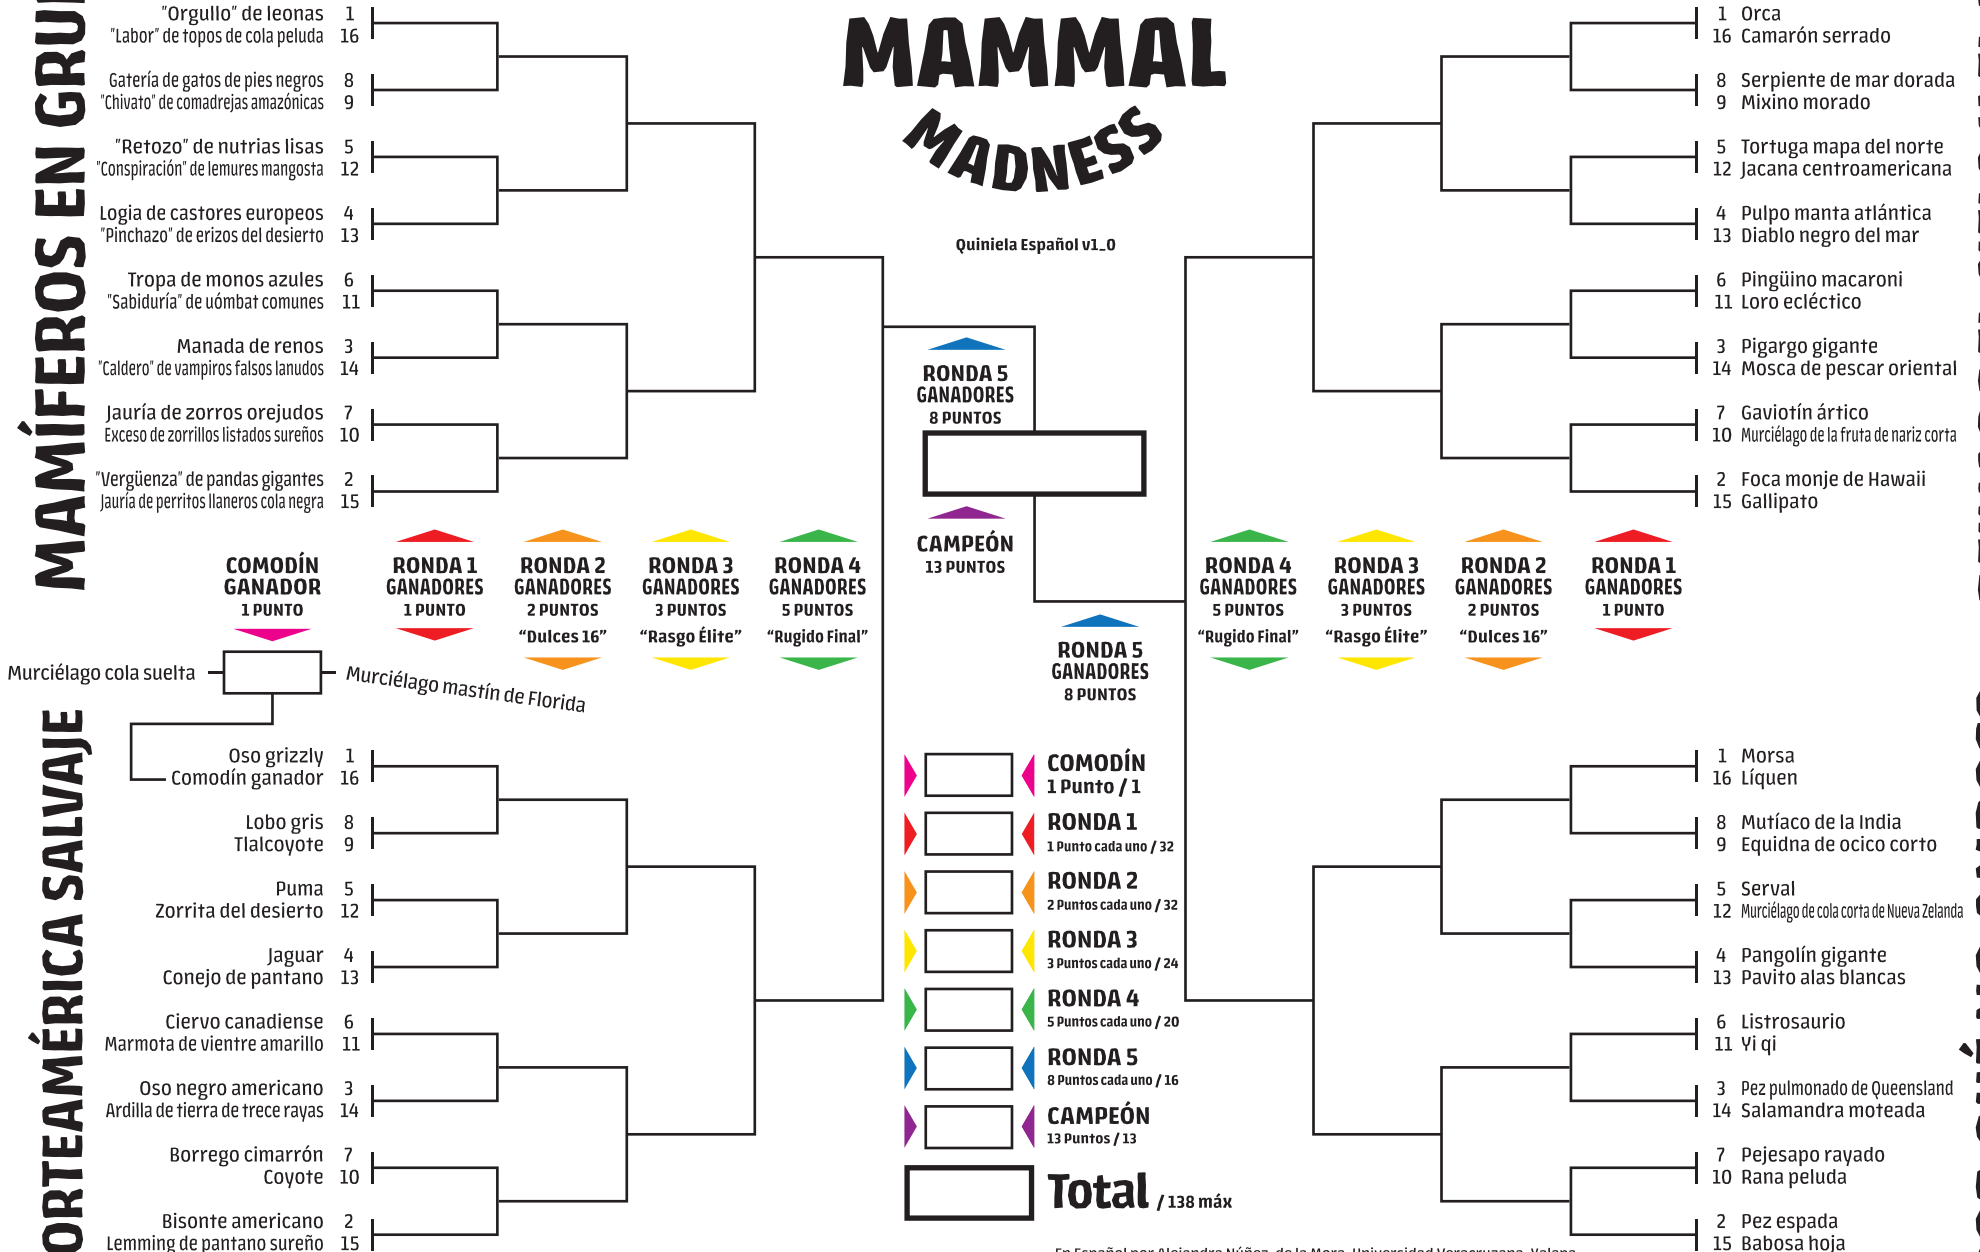 MAMÍFEROS EN
"Orgullo" de leonas 1
"Labor" de topos de cola peluda 16
Gatería de gatos de pies negros 8
"Chivato" de comadrejas amazónicas 9
"Retozo" de nutrias lisas 5
"Conspiración" de lemures mangosta 12
Logia de castores europeos 4
"Pinchazo" de erizos del desierto 13
Tropa de monos azules 6
"Sabiduría" de uómbat comunes 11
Manada de renos 3
"Caldero" de vampiros falsos lanudos 14
Jauría de zorros orejudos 7
Exceso de zorrillos listados sureños 10
"Vergüenza" de pandas gigantes 2
Jauría de perritos llaneros cola negra 15
MAMMAL
MADNESS
Quiniela Español v1_0
1 Orca
16 Camarón serrado
8 Serpiente de mar dorada
9 Mixino morado
5 Tortuga mapa del norte
12 Jacana centroamericana
4 Pulpo manta atlántica
13 Diablo negro del mar
6 Pingüino macaroni
11 Loro ecléctico
3 Pigargo gigante
14 Mosca de pescar oriental
7 Gaviotín ártico
10 Murciélago de la fruta de nariz corta
2 Foca monje de Hawaii
15 Gallipato
RONDA 5
GANADORES
8 PUNTOS
CAMPEÓN
13 PUNTOS
COMODÍN
GANADOR
1 PUNTO
RONDA 1
GANADORES
1 PUNTO
RONDA 2
GANADORES
2 PUNTOS
“Dulces 16”
RONDA 3
GANADORES
3 PUNTOS
“Rasgo Élite”
RONDA 4
GANADORES
5 PUNTOS
“Rugido Final”
RONDA 5
GANADORES
8 PUNTOS
RONDA 4
GANADORES
5 PUNTOS
“Rugido Final”
RONDA 3
GANADORES
3 PUNTOS
“Rasgo Élite”
RONDA 2
GANADORES
2 PUNTOS
“Dulces 16”
RONDA 1
GANADORES
1 PUNTO
Murciélago cola suelta
Murciélago mastín de Florida
SALVAJE
Oso grizzly 1
Comodín ganador 16
Lobo gris 8
Tlalcoyote 9
Puma 5
Zorrita del desierto 12
Jaguar 4
Conejo de pantano 13
Ciervo canadiense 6
Marmota de vientre amarillo 11
Oso negro americano 3
Ardilla de tierra de trece rayas 14
Borrego cimarrón 7
Coyote 10
Bisonte americano 2
Lemming de pantano sureño 15
COMODÍN
1 Punto / 1
RONDA 1
1 Punto cada uno / 32
RONDA 2
2 Puntos cada uno / 32
RONDA 3
3 Puntos cada uno / 24
RONDA 4
5 Puntos cada uno / 20
RONDA 5
8 Puntos cada uno / 16
CAMPEÓN
13 Puntos / 13
Total / 138 máx
1 Morsa
16 Líquen
8 Mutíaco de la India
9 Equidna de ocico corto
5 Serval
12 Murciélago de cola corta de Nueva Zelanda
4 Pangolín gigante
13 Pavito alas blancas
6 Listrosaurio
11 Yi qi
3 Pez pulmonado de Queensland
14 Salamandra moteada
7 Pejesapo rayado
10 Rana peluda
2 Pez espada
15 Babosa hoja
En Español por Alejandra Núñez de la Mora, Universidad Veracruzana, Xalapa